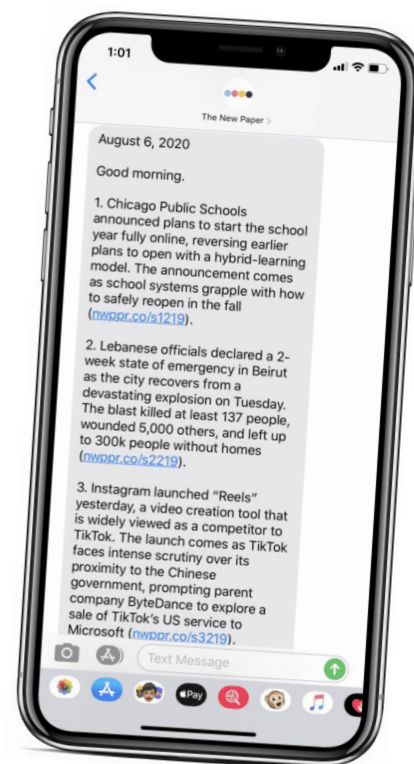 1:01
The New Paper >
August 6, 2020
Good morning.
1. Chicago Public Schools
announced plans to start the school
year fully online, reversing earlier
plans to open with a hybrid-learning
model. The announcement comes
as school systems grapple with how
to safely reopen in the fall
(nwppr.co/s1219).
2. Lebanese officials declared a 2-
week state of emergency in Beirut
as the city recovers from a
devastating explosion on Tuesday.
The blast killed at least 137 people,
wounded 5,000 others, and left up
to 300k people without homes
(nwppr.co/s2219).
3. Instagram launched “Reels”
yesterday, a video creation tool that
is widely viewed as a competitor to
TikTok. The launch comes as TikTok
faces intense scrutiny over its
proximity to the Chinese
government, prompting parent
company ByteDance to explore a
sale of TikTok's US service to
Microsoft (nwppr.co/s3219).
Text Message
Pay